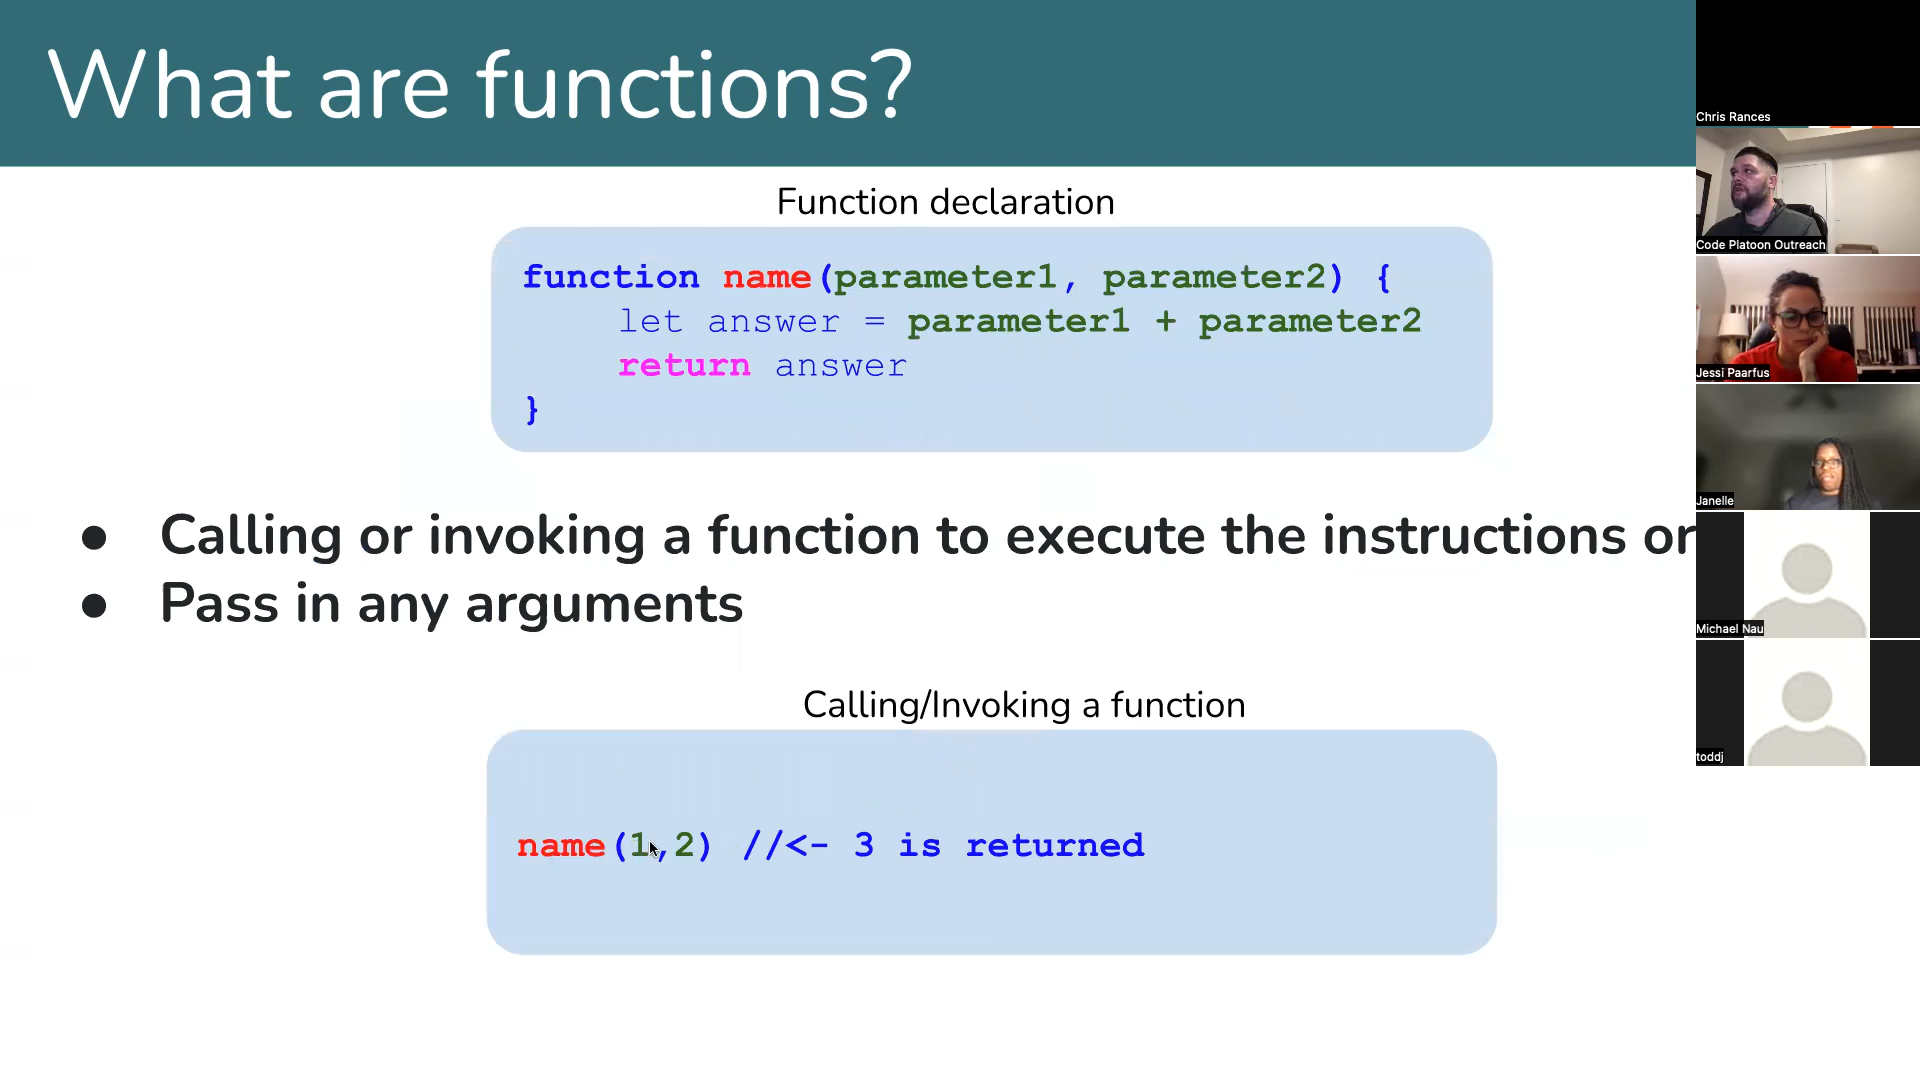 What are functions?
Function declaration
function name(parameter1, parameter2) {
let answer = parameter1 + parameter2
return answer
}
● Calling or invoking a function to execute the instructions or
● Pass in any arguments
Calling/Invoking a function
name(1,2) //<- 3 is returned
Chris Rances
Code Platoon Outreach
Jessi Paarfus
Janelle
Michael Nau
toddj